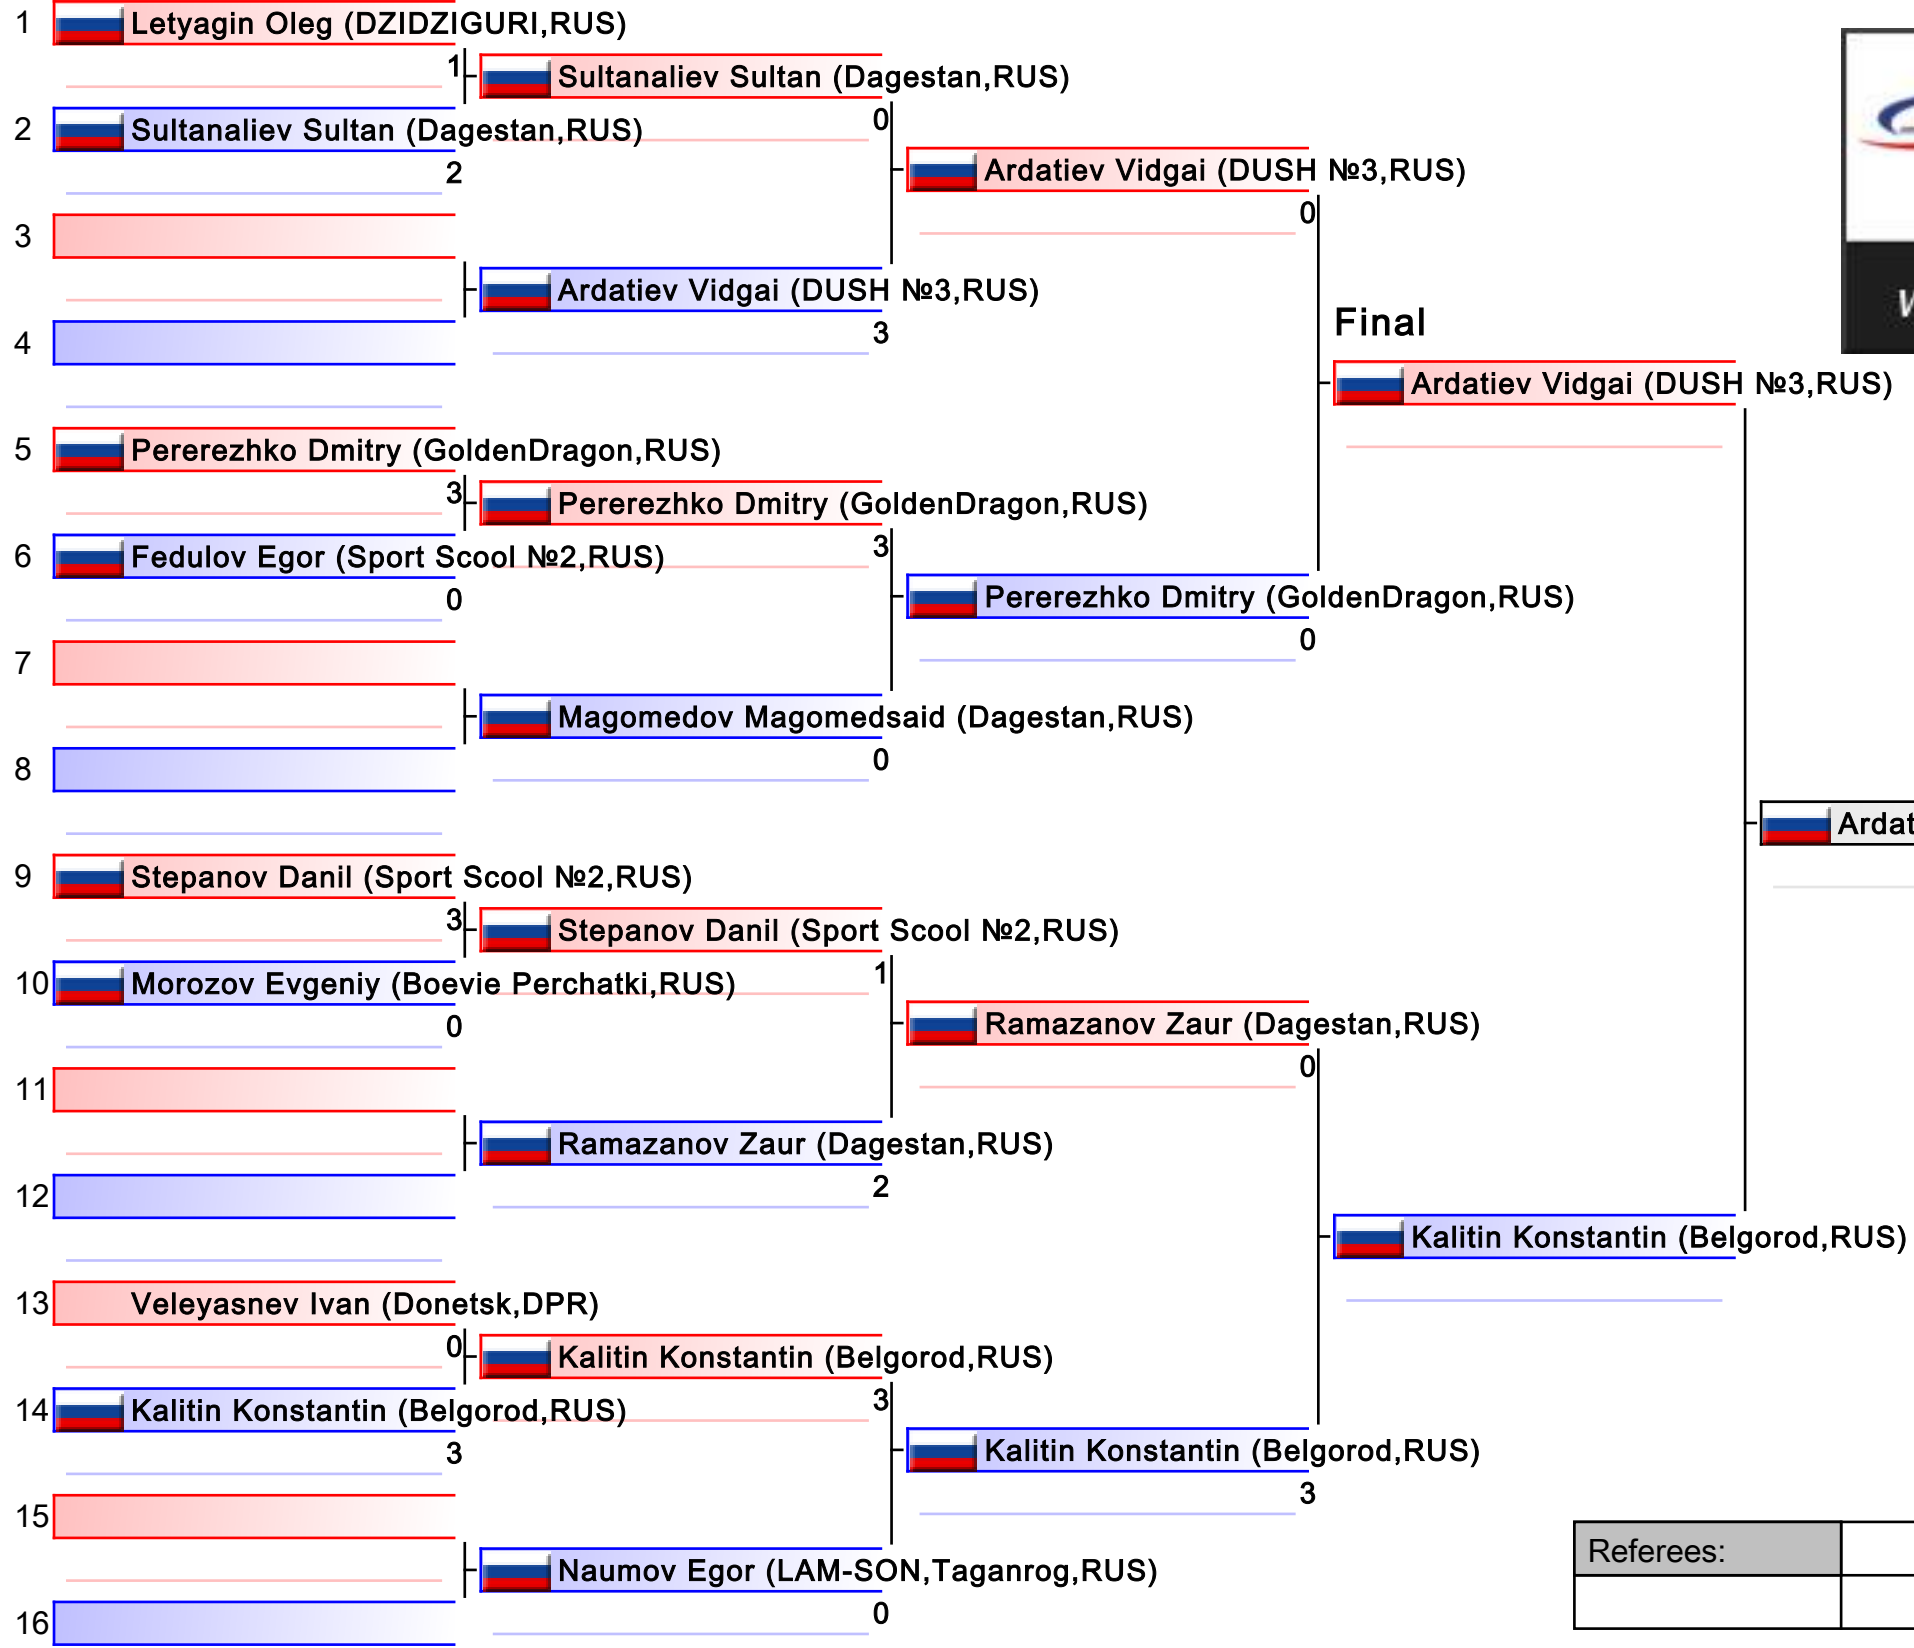 1 Letyagin Oleg (DZIDZIGURI,RUS)
1 Sultanaliev Sultan (Dagestan,RUS)
0
2 Sultanaliev Sultan (Dagestan,RUS)
2
Ardatiev Vidgai (DUSH №3,RUS)
0
3
Ardatiev Vidgai (DUSH №3,RUS)
3
Final
4
Ardatiev Vidgai (DUSH №3,RUS)
5 Pererezhko Dmitry (GoldenDragon,RUS)
3 Pererezhko Dmitry (GoldenDragon,RUS)
3
6 Fedulov Egor (Sport Scool №2,RUS)
0
Pererezhko Dmitry (GoldenDragon,RUS)
0
7
Magomedov Magomedsaid (Dagestan,RUS)
0
8
9 Stepanov Danil (Sport Scool №2,RUS)
3 Stepanov Danil (Sport Scool №2,RUS)
1
10 Morozov Evgeniy (Boevie Perchatki,RUS)
0
Ramazanov Zaur (Dagestan,RUS)
0
11
Ramazanov Zaur (Dagestan,RUS)
2
12
Kalitin Konstantin (Belgorod,RUS)
13 Veleyasnev Ivan (Donetsk,DPR)
0 Kalitin Konstantin (Belgorod,RUS)
3
14 Kalitin Konstantin (Belgorod,RUS)
3
Kalitin Konstantin (Belgorod,RUS)
3
15
Naumov Egor (LAM-SON,Taganrog,RUS)
0
16
Referees: